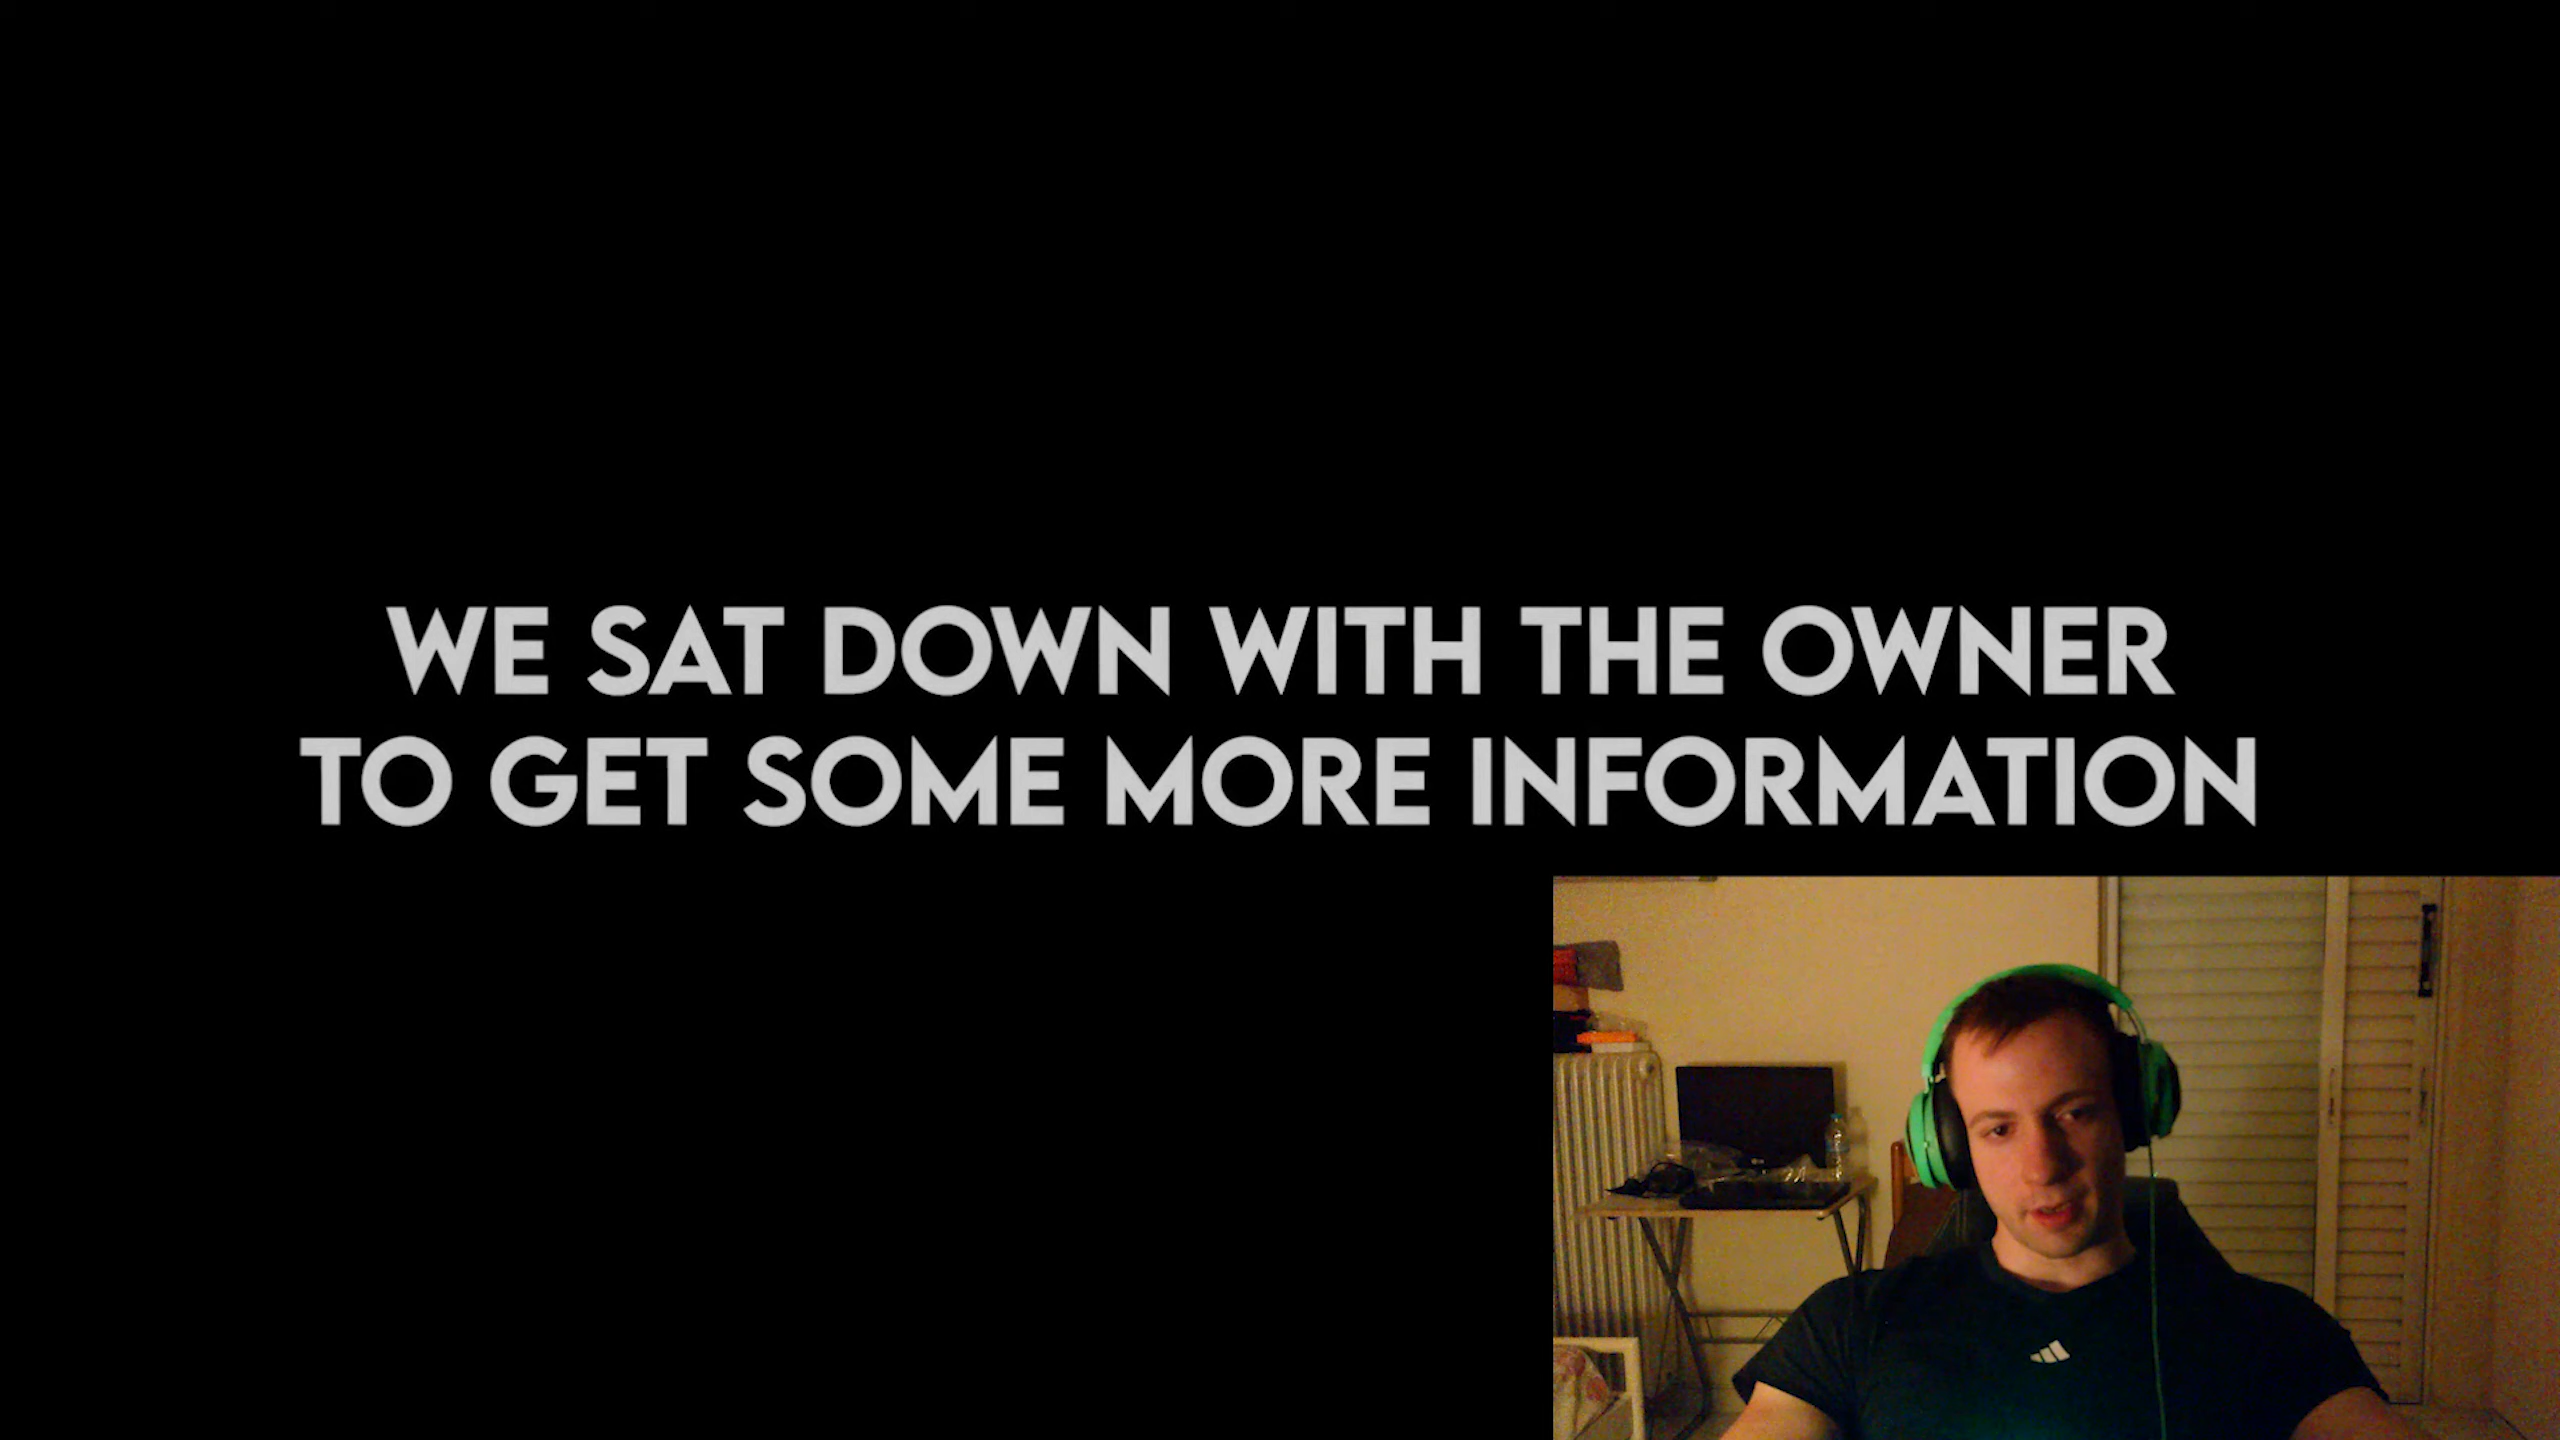 WE SAT DOWN WITH THE OWNER
TO GET SOME MORE INFORMATION